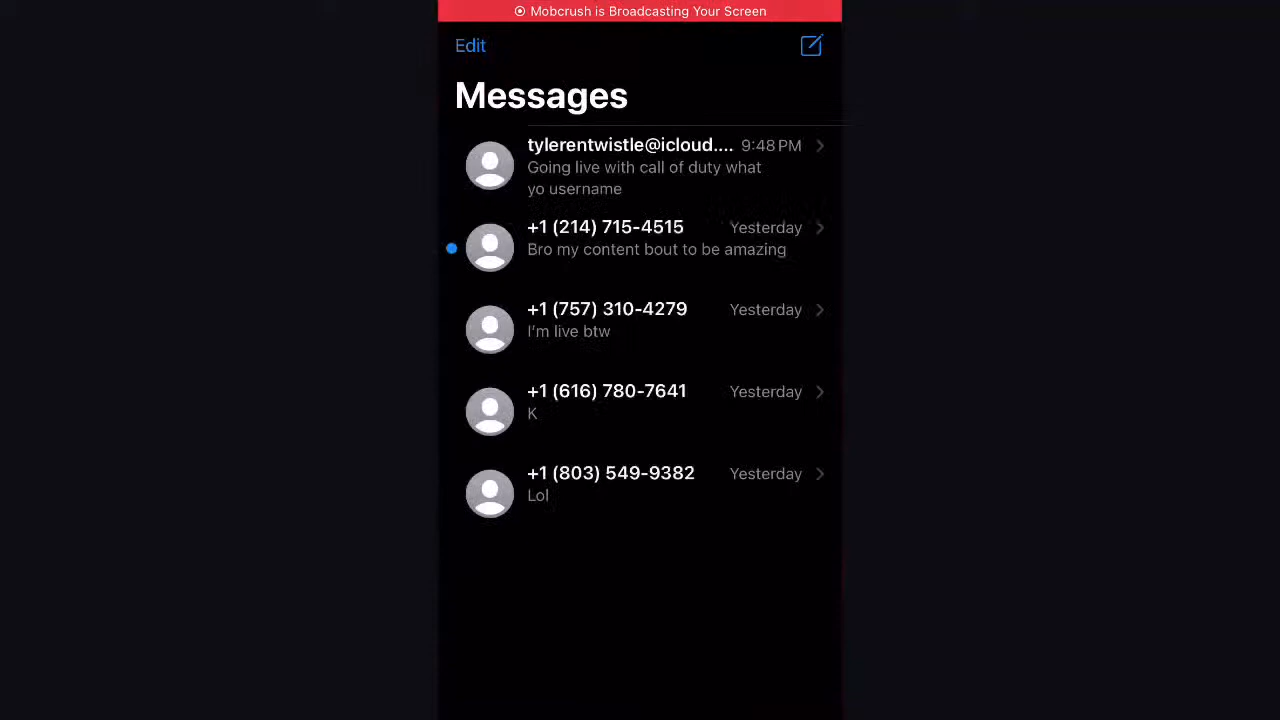 Mobcrush is Broadcasting Your Screen
Edit
Messages
tylerentwistle@icloud.... 9:48 PM
Going live with call of duty what
yo username
+1 (214) 715-4515 Yesterday
Bro my content bout to be amazing
+1 (757) 310-4279 Yesterday
I'm live btw
+1 (616) 780-7641 Yesterday
K
+1 (803) 549-9382 Yesterday
Lol